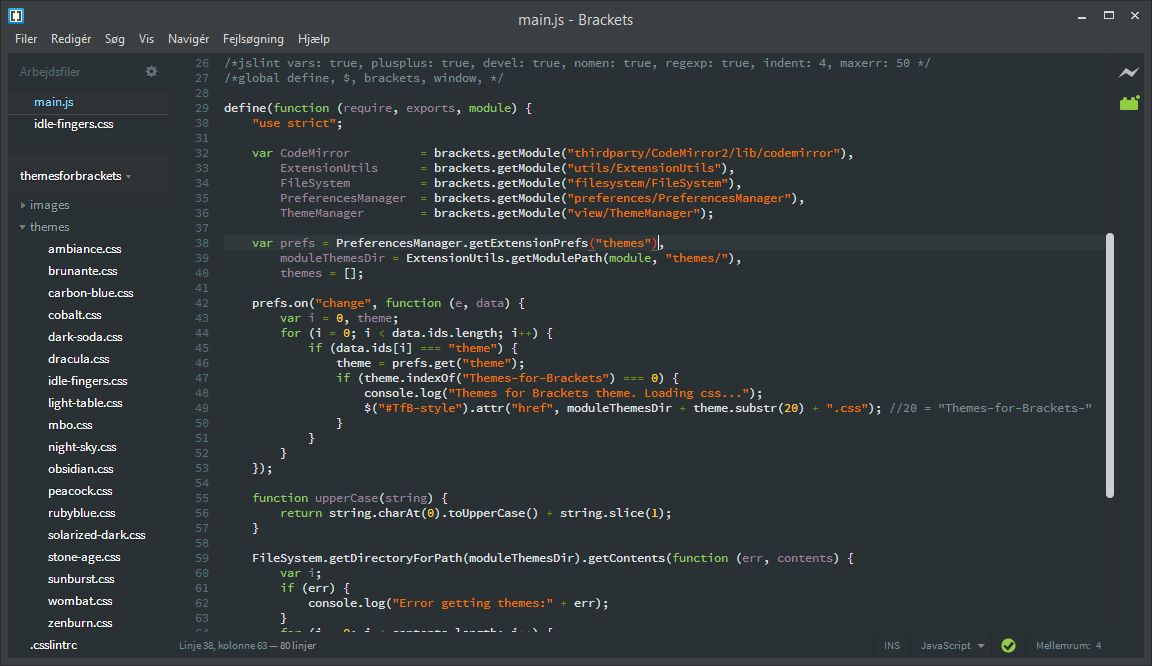 main.js - Brackets
Filer Redigér Søg Vis Navigér Fejlsøgning Hjælp
Arbejdsfiler
main.js
idle-fingers.css
themesforbrackets
images
themes
ambiance.css
brunante.css
carbon-blue.css
cobalt.css
dark-soda.css
dracula.css
idle-fingers.css
light-table.css
mbo.css
night-sky.css
obsidian.css
peacock.css
rubyblue.css
solarized-dark.css
stone-age.css
sunburst.css
wombat.css
zenburn.css
.csslintrc
26 /*jslint vars: true, plusplus: true, devel: true, nomen: true, regexp: true, indent: 4, maxerr: 50 */
27 /*global define, $, brackets, window, */
28
29 define(function (require, exports, module) {
30     "use strict";
31
32     var CodeMirror          = brackets.getModule("thirdparty/CodeMirror2/lib/codemirror"),
33         ExtensionUtils      = brackets.getModule("utils/ExtensionUtils"),
34         FileSystem          = brackets.getModule("filesystem/FileSystem"),
35         PreferencesManager  = brackets.getModule("preferences/PreferencesManager"),
36         ThemeManager        = brackets.getModule("view/ThemeManager");
37
38     var prefs = PreferencesManager.getExtensionPrefs("themes"),
39         moduleThemesDir = ExtensionUtils.getModulePath(module, "themes/"),
40         themes = [];
41
42     prefs.on("change", function (e, data) {
43         var i = 0, theme;
44         for (i = 0; i < data.ids.length; i++) {
45             if (data.ids[i] === "theme") {
46                 theme = prefs.get("theme");
47                 if (theme.indexOf("Themes-for-Brackets") === 0) {
48                     console.log("Themes for Brackets theme. Loading css...");
49                     $("#TfB-style").attr("href", moduleThemesDir + theme.substr(20) + ".css"); //20 = "Themes-for-Brackets-"
50                 }
51             }
52         }
53     });
54
55     function upperCase(string) {
56         return string.charAt(0).toUpperCase() + string.slice(1);
57     }
58
59     FileSystem.getDirectoryForPath(moduleThemesDir).getContents(function (err, contents) {
60         var i;
61         if (err) {
62             console.log("Error getting themes:" + err);
63         }
64         for (i = 0; i < contents.length; i++) {
Linje 38, kolonne 63 — 80 linjer
INS JavaScript Mellemrum: 4